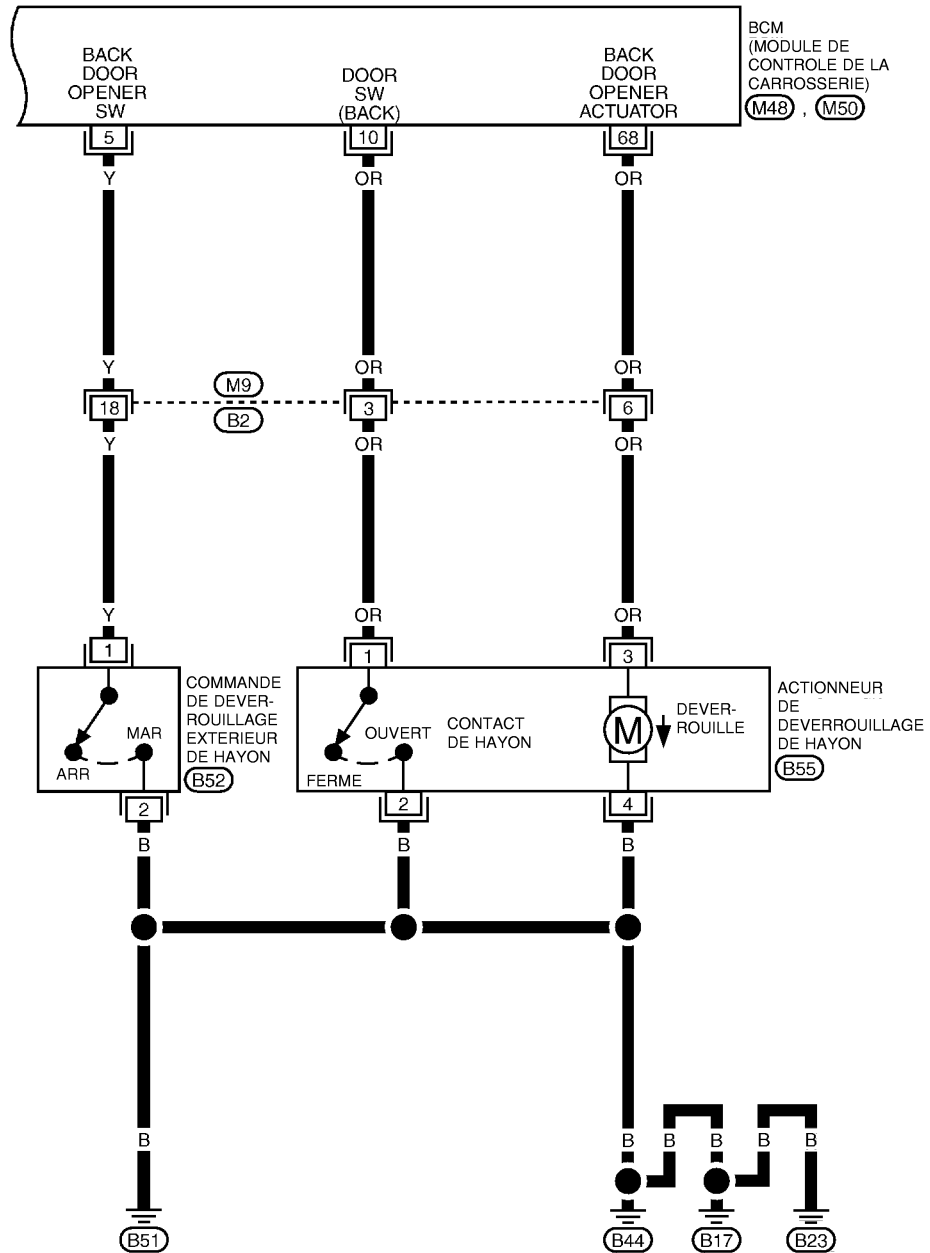 BCM
(MODULE DE
CONTROLE DE LA
CARROSSERIE)
M48 , M50
BACK
DOOR
OPENER
SW
DOOR
SW
(BACK)
BACK
DOOR
OPENER
ACTUATOR
5 10 68
Y OR OR
Y OR OR
M9
18 3 6
B2
Y OR OR
Y OR OR
1 1 3
COMMANDE
DE DEVER-
ROUILLAGE
EXTERIEUR
DE HAYON
B52
MAR
ARR
OUVERT
FERME
CONTACT
DE HAYON
M
DEVER-
ROUILLE
ACTIONNEUR
DE
DEVERROUILLAGE
DE HAYON
B55
2 2 4
B B B
B B B B B B
B51 B44 B17 B23